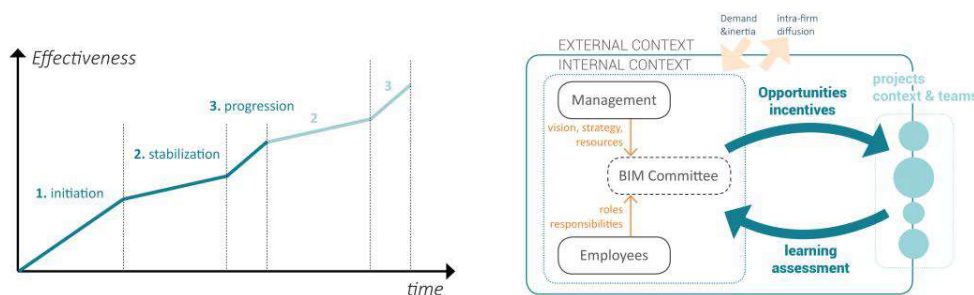 Effectiveness
3. progression
3
2
2. stabilization
1. initiation
time
Demand
&inertia
intra-firm
diffusion
EXTERNAL CONTEXT
INTERNAL CONTEXT
Management
vision, strategy,
resources
BIM Committee
roles
responsibilities
Employees
Opportunities
incentives
learning
assessment
projects
context & teams